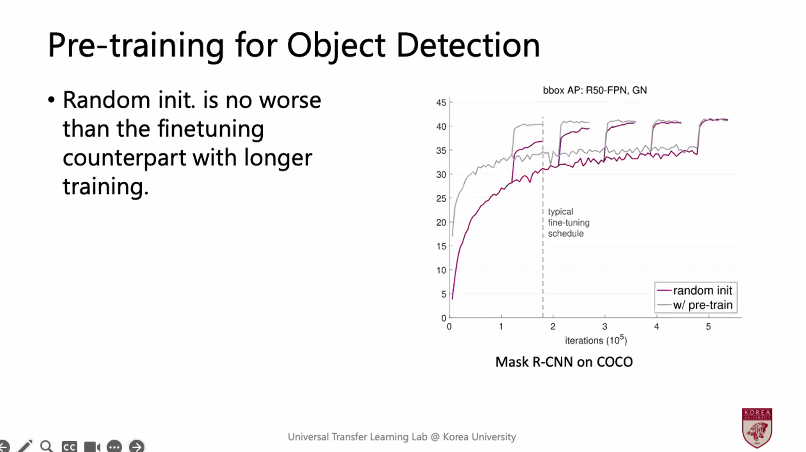 Pre-training for Object Detection
• Random init. is no worse
than the finetuning
counterpart with longer
training.
bbox AP: R50-FPN, GN
45
40
35
30
25
20
15
10
5
0
typical
fine-tuning
schedule
random init
w/ pre-train
0 1 2 3 4 5
iterations (10^5)
Mask R-CNN on COCO
KOREA
Universal Transfer Learning Lab @ Korea University
CC